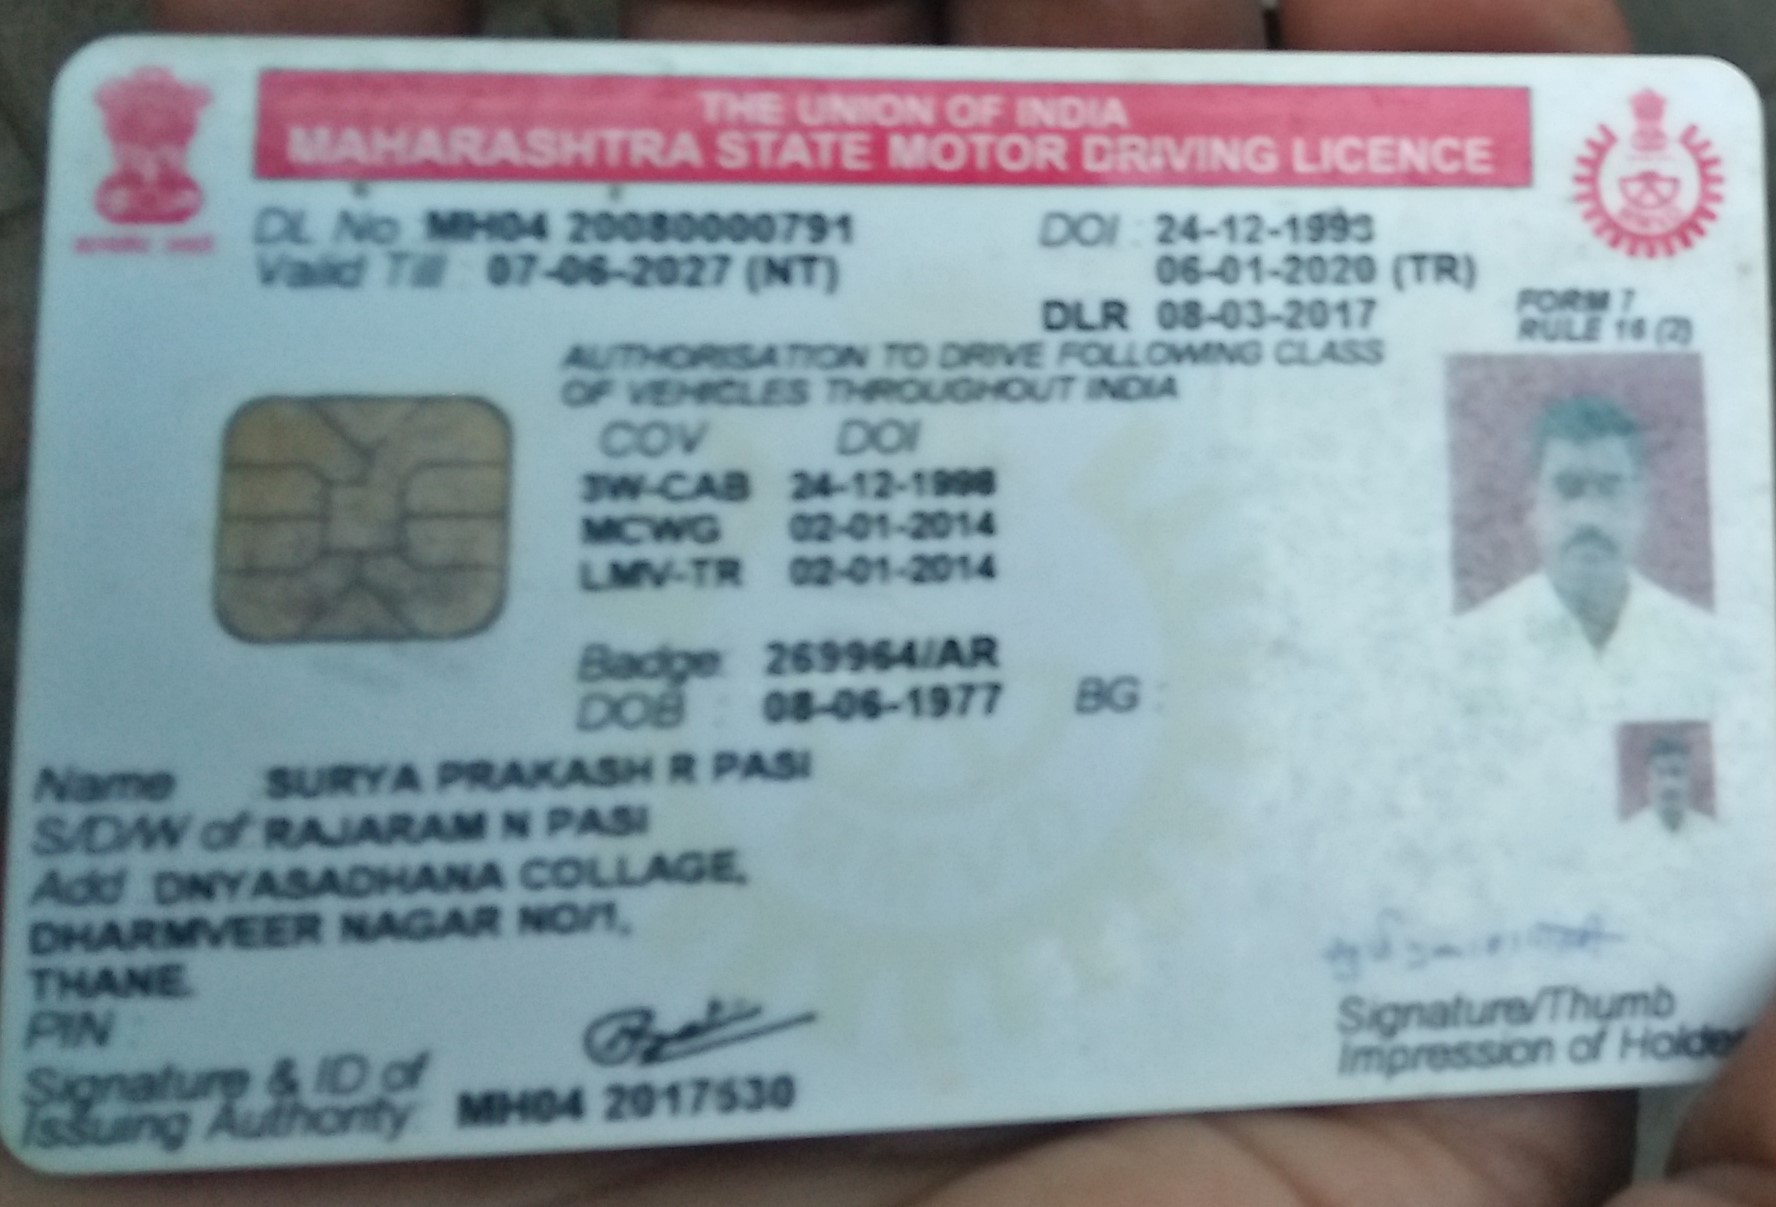 THE UNION OF INDIA
MAHARASHTRA STATE MOTOR DRIVING LICENCE
DL No MH04 20080000791 DOI : 24-12-1998
Valid Till : 07-06-2027 (NT) 06-01-2020 (TR)
DLR 08-03-2017
FORM 7
RULE 16 (2)
AUTHORISATION TO DRIVE FOLLOWING CLASS
OF VEHICLES THROUGHOUT INDIA
COV DOI
3W-CAB 24-12-1998
MCWG 02-01-2014
LMV-TR 02-01-2014
Badge: 269964/AR
DOB : 08-06-1977 BG :
Name SURYA PRAKASH R PASI
S/D/W of RAJARAM N PASI
Add DNYASADHANA COLLAGE,
DHARMVEER NAGAR NO/1,
THANE.
PIN :
Signature & ID of
Issuing Authority: MH04 2017530
Signature/Thumb
Impression of Holder